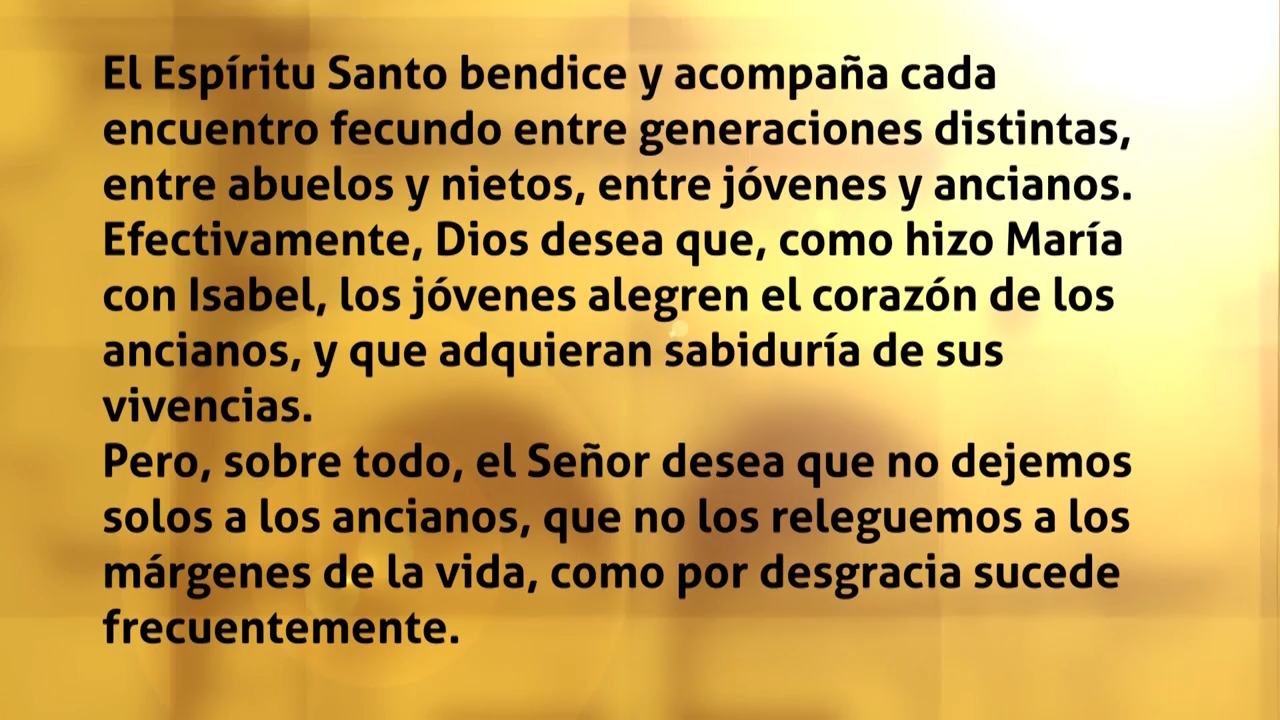 El Espíritu Santo bendice y acompaña cada
encuentro fecundo entre generaciones distintas,
entre abuelos y nietos, entre jóvenes y ancianos.
Efectivamente, Dios desea que, como hizo María
con Isabel, los jóvenes alegren el corazón de los
ancianos, y que adquieran sabiduría de sus
vivencias.
Pero, sobre todo, el Señor desea que no dejemos
solos a los ancianos, que no los releguemos a los
márgenes de la vida, como por desgracia sucede
frecuentemente.